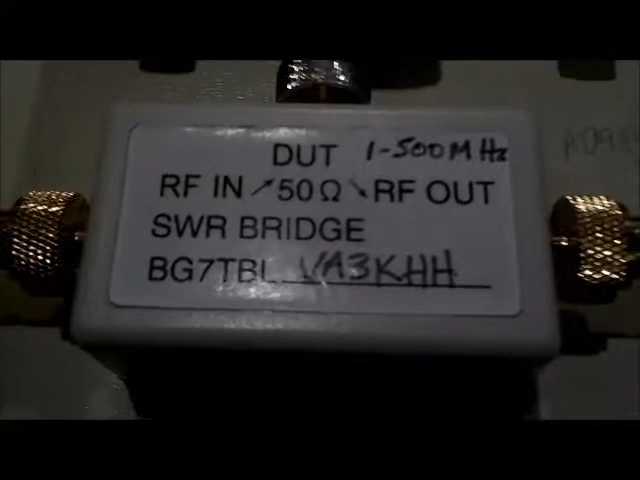 DUT 1-500MHz
RF IN ↗50Ω↘RF OUT
SWR BRIDGE
BG7TBL VA3KHH